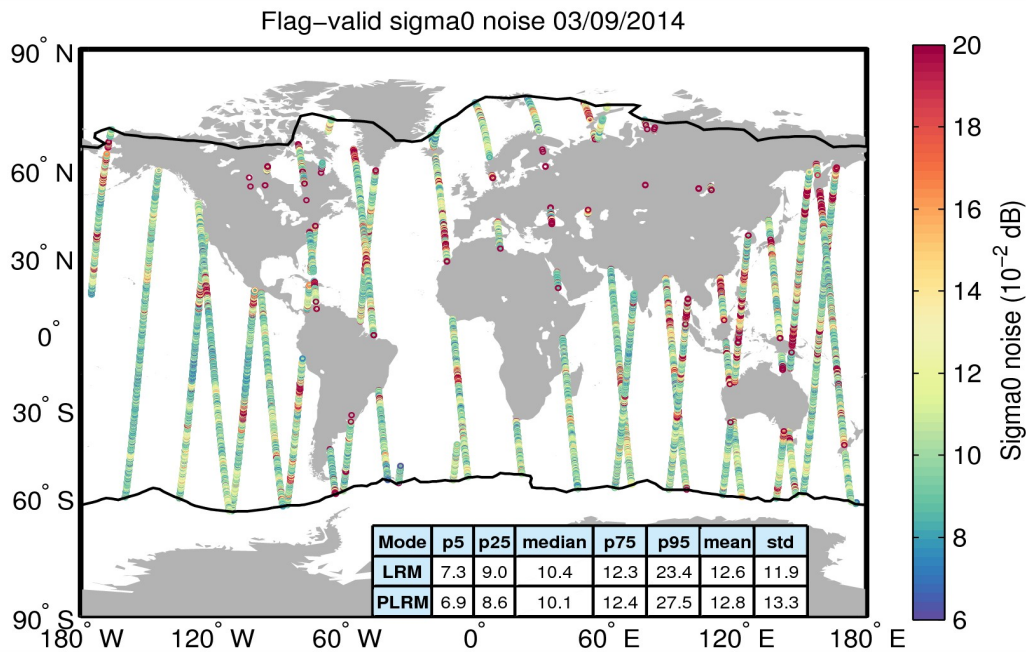 Flag−valid sigma0 noise 03/09/2014
90° N
60° N
30° N
0°
30° S
60° S
90° S
180° W 120° W 60° W 0° 60° E 120° E 180° E
Mode p5 p25 median p75 p95 mean std
LRM 7.3 9.0 10.4 12.3 23.4 12.6 11.9
PLRM 6.9 8.6 10.1 12.4 27.5 12.8 13.3
20
18
16
14
12
10
8
6
Sigma0 noise (10⁻² dB)